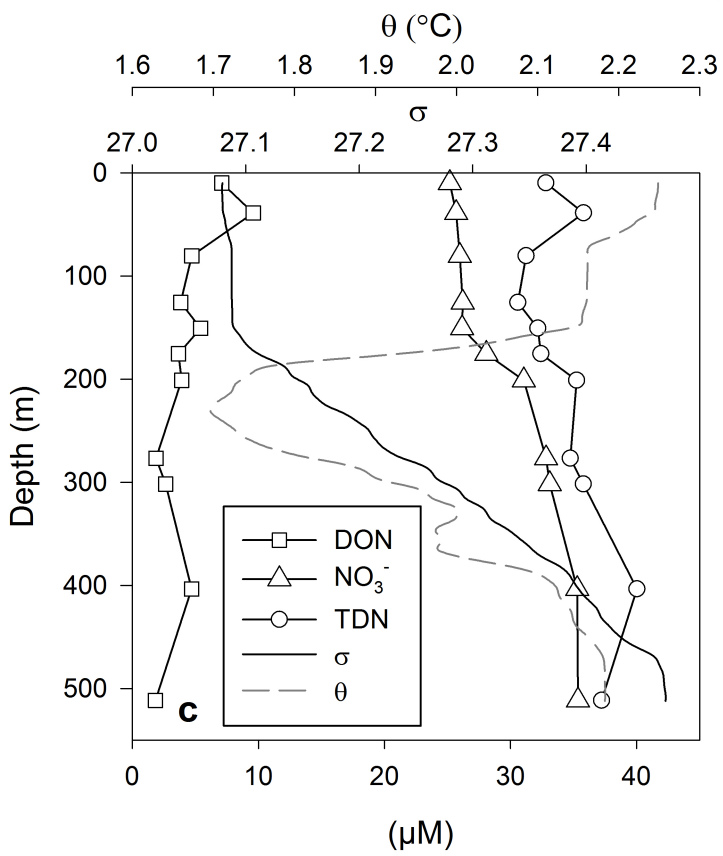 θ (°C)
1.6 1.7 1.8 1.9 2.0 2.1 2.2 2.3
σ
27.0 27.1 27.2 27.3 27.4
0
100
200
300
400
500
Depth (m)
DON
NO₃⁻
TDN
σ
θ
c
0 10 20 30 40
(µM)